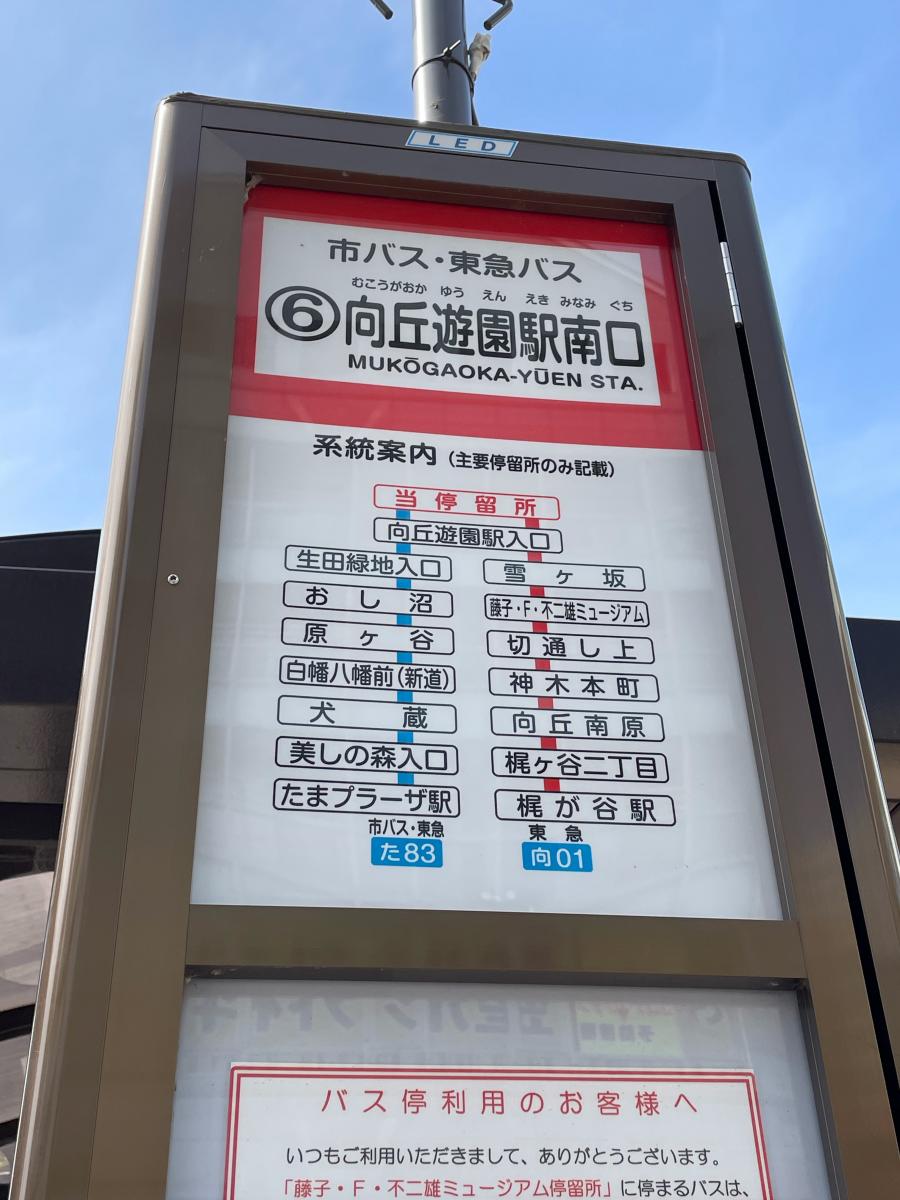 LED
市バス・東急バス
むこうがおか ゆう えん えき みなみ ぐち
⑥向丘遊園駅南口
MUKŌGAOKA-YŪEN STA.
系統案内（主要停留所のみ記載）
当停留所
向丘遊園駅入口
生田緑地入口
おし沼
原ヶ谷
白幡八幡前（新道）
犬蔵
美しの森入口
たまプラーザ駅
市バス・東急
た83
雪ヶ坂
藤子・F・不二雄ミュージアム
切通し上
神木本町
向丘南原
梶ヶ谷二丁目
梶が谷駅
東急
向01
バス停利用のお客様へ
いつもご利用いただきまして、ありがとうございます。
「藤子・F・不二雄ミュージアム停留所」に停まるバスは、